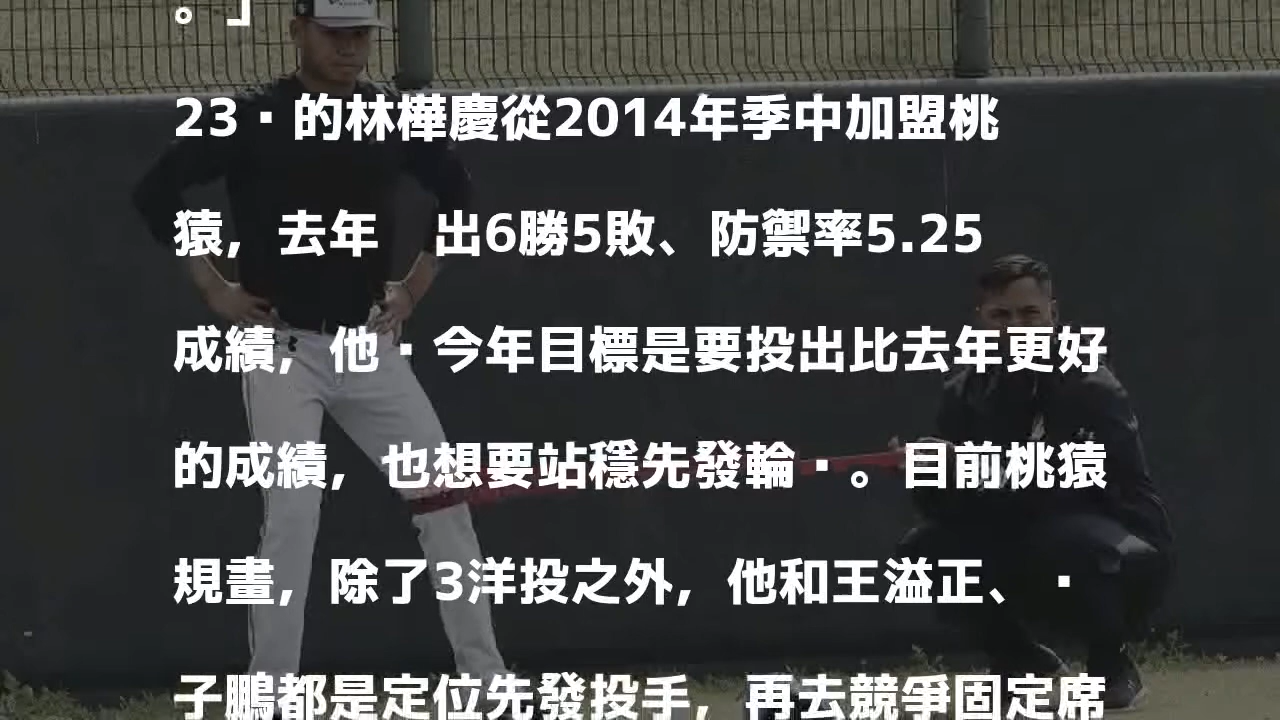 。」
23▪的林樺慶從2014年季中加盟桃
猿，去年　出6勝5敗、防禦率5.25
成績，他▪今年目標是要投出比去年更好
的成績，也想要站穩先發輪▪。目前桃猿
規畫，除了3洋投之外，他和王溢正、▪
子鵬都是定位先發投手，再去競爭固定席